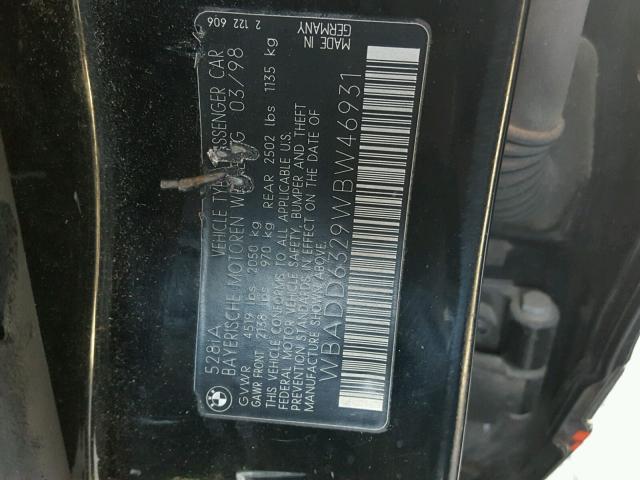 528iA VEHICLE TYPE PASSENGER CAR 2 122 606
BAYERISCHE MOTOREN 03/98
GVWR 4519 lbs 2050 kg
GAWR FRONT 2138 lbs 970 kg REAR 2502 lbs 1135 kg
THIS VEHICLE CONFORMS TO ALL APPLICABLE U.S.
FEDERAL MOTOR VEHICLE SAFETY, BUMPER AND THEFT
PREVENTION STANDARDS IN EFFECT ON THE DATE OF
MANUFACTURE SHOWN ABOVE.
MADE IN
GERMANY
WBADD6329WBW46931